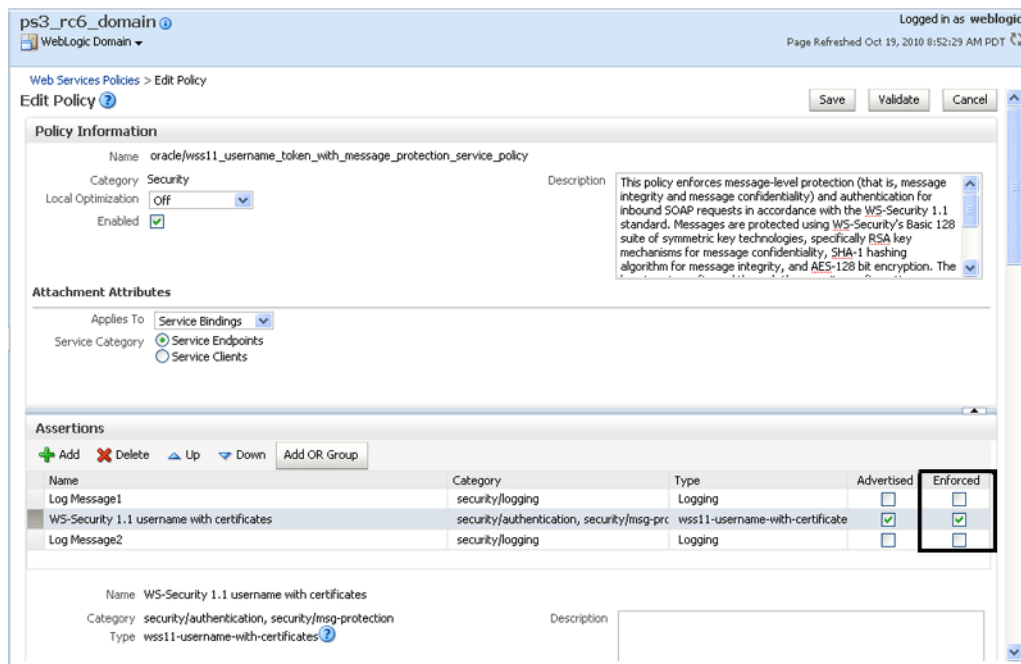 ps3_rc6_domain
Logged in as weblogic
WebLogic Domain
Page Refreshed Oct 19, 2010 8:52:29 AM PDT
Web Services Policies > Edit Policy
Edit Policy
Save Validate Cancel
Policy Information
Name oracle/wss11_username_token_with_message_protection_service_policy
Category Security
Local Optimization Off
Enabled
Description This policy enforces message-level protection (that is, message
integrity and message confidentiality) and authentication for
inbound SOAP requests in accordance with the WS-Security 1.1
standard. Messages are protected using WS-Security's Basic 128
suite of symmetric key technologies, specifically RSA key
mechanisms for message confidentiality, SHA-1 hashing
algorithm for message integrity, and AES-128 bit encryption. The
Attachment Attributes
Applies To Service Bindings
Service Category Service Endpoints
Service Clients
Assertions
Add Delete Up Down Add OR Group
Name Category Type Advertised Enforced
Log Message1 security/logging Logging
WS-Security 1.1 username with certificates security/authentication, security/msg-prc wss11-username-with-certificate
Log Message2 security/logging Logging
Name WS-Security 1.1 username with certificates
Category security/authentication, security/msg-protection
Type wss11-username-with-certificates
Description